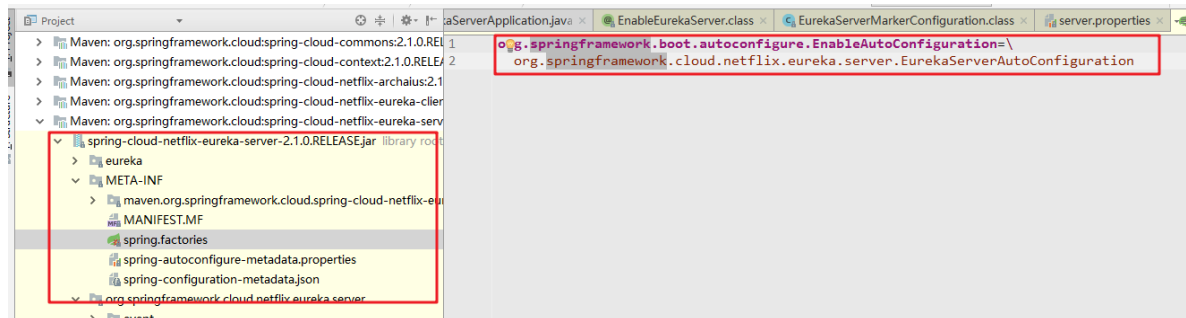 Project
aServerApplication.java
EnableEurekaServer.class
EurekaServerMarkerConfiguration.class
server.properties
Maven: org.springframework.cloud:spring-cloud-commons:2.1.0.REL
Maven: org.springframework.cloud:spring-cloud-context:2.1.0.RELEA
Maven: org.springframework.cloud:spring-cloud-netflix-archaius:2.1
Maven: org.springframework.cloud:spring-cloud-netflix-eureka-clier
Maven: org.springframework.cloud:spring-cloud-netflix-eureka-serv
spring-cloud-netflix-eureka-server-2.1.0.RELEASE.jar library root
eureka
META-INF
maven.org.springframework.cloud.spring-cloud-netflix-eu
MANIFEST.MF
spring.factories
spring-autoconfigure-metadata.properties
spring-configuration-metadata.json
org.springframework.cloud.netflix.eureka.server
event
1 org.springframework.boot.autoconfigure.EnableAutoConfiguration=\
2 org.springframework.cloud.netflix.eureka.server.EurekaServerAutoConfiguration